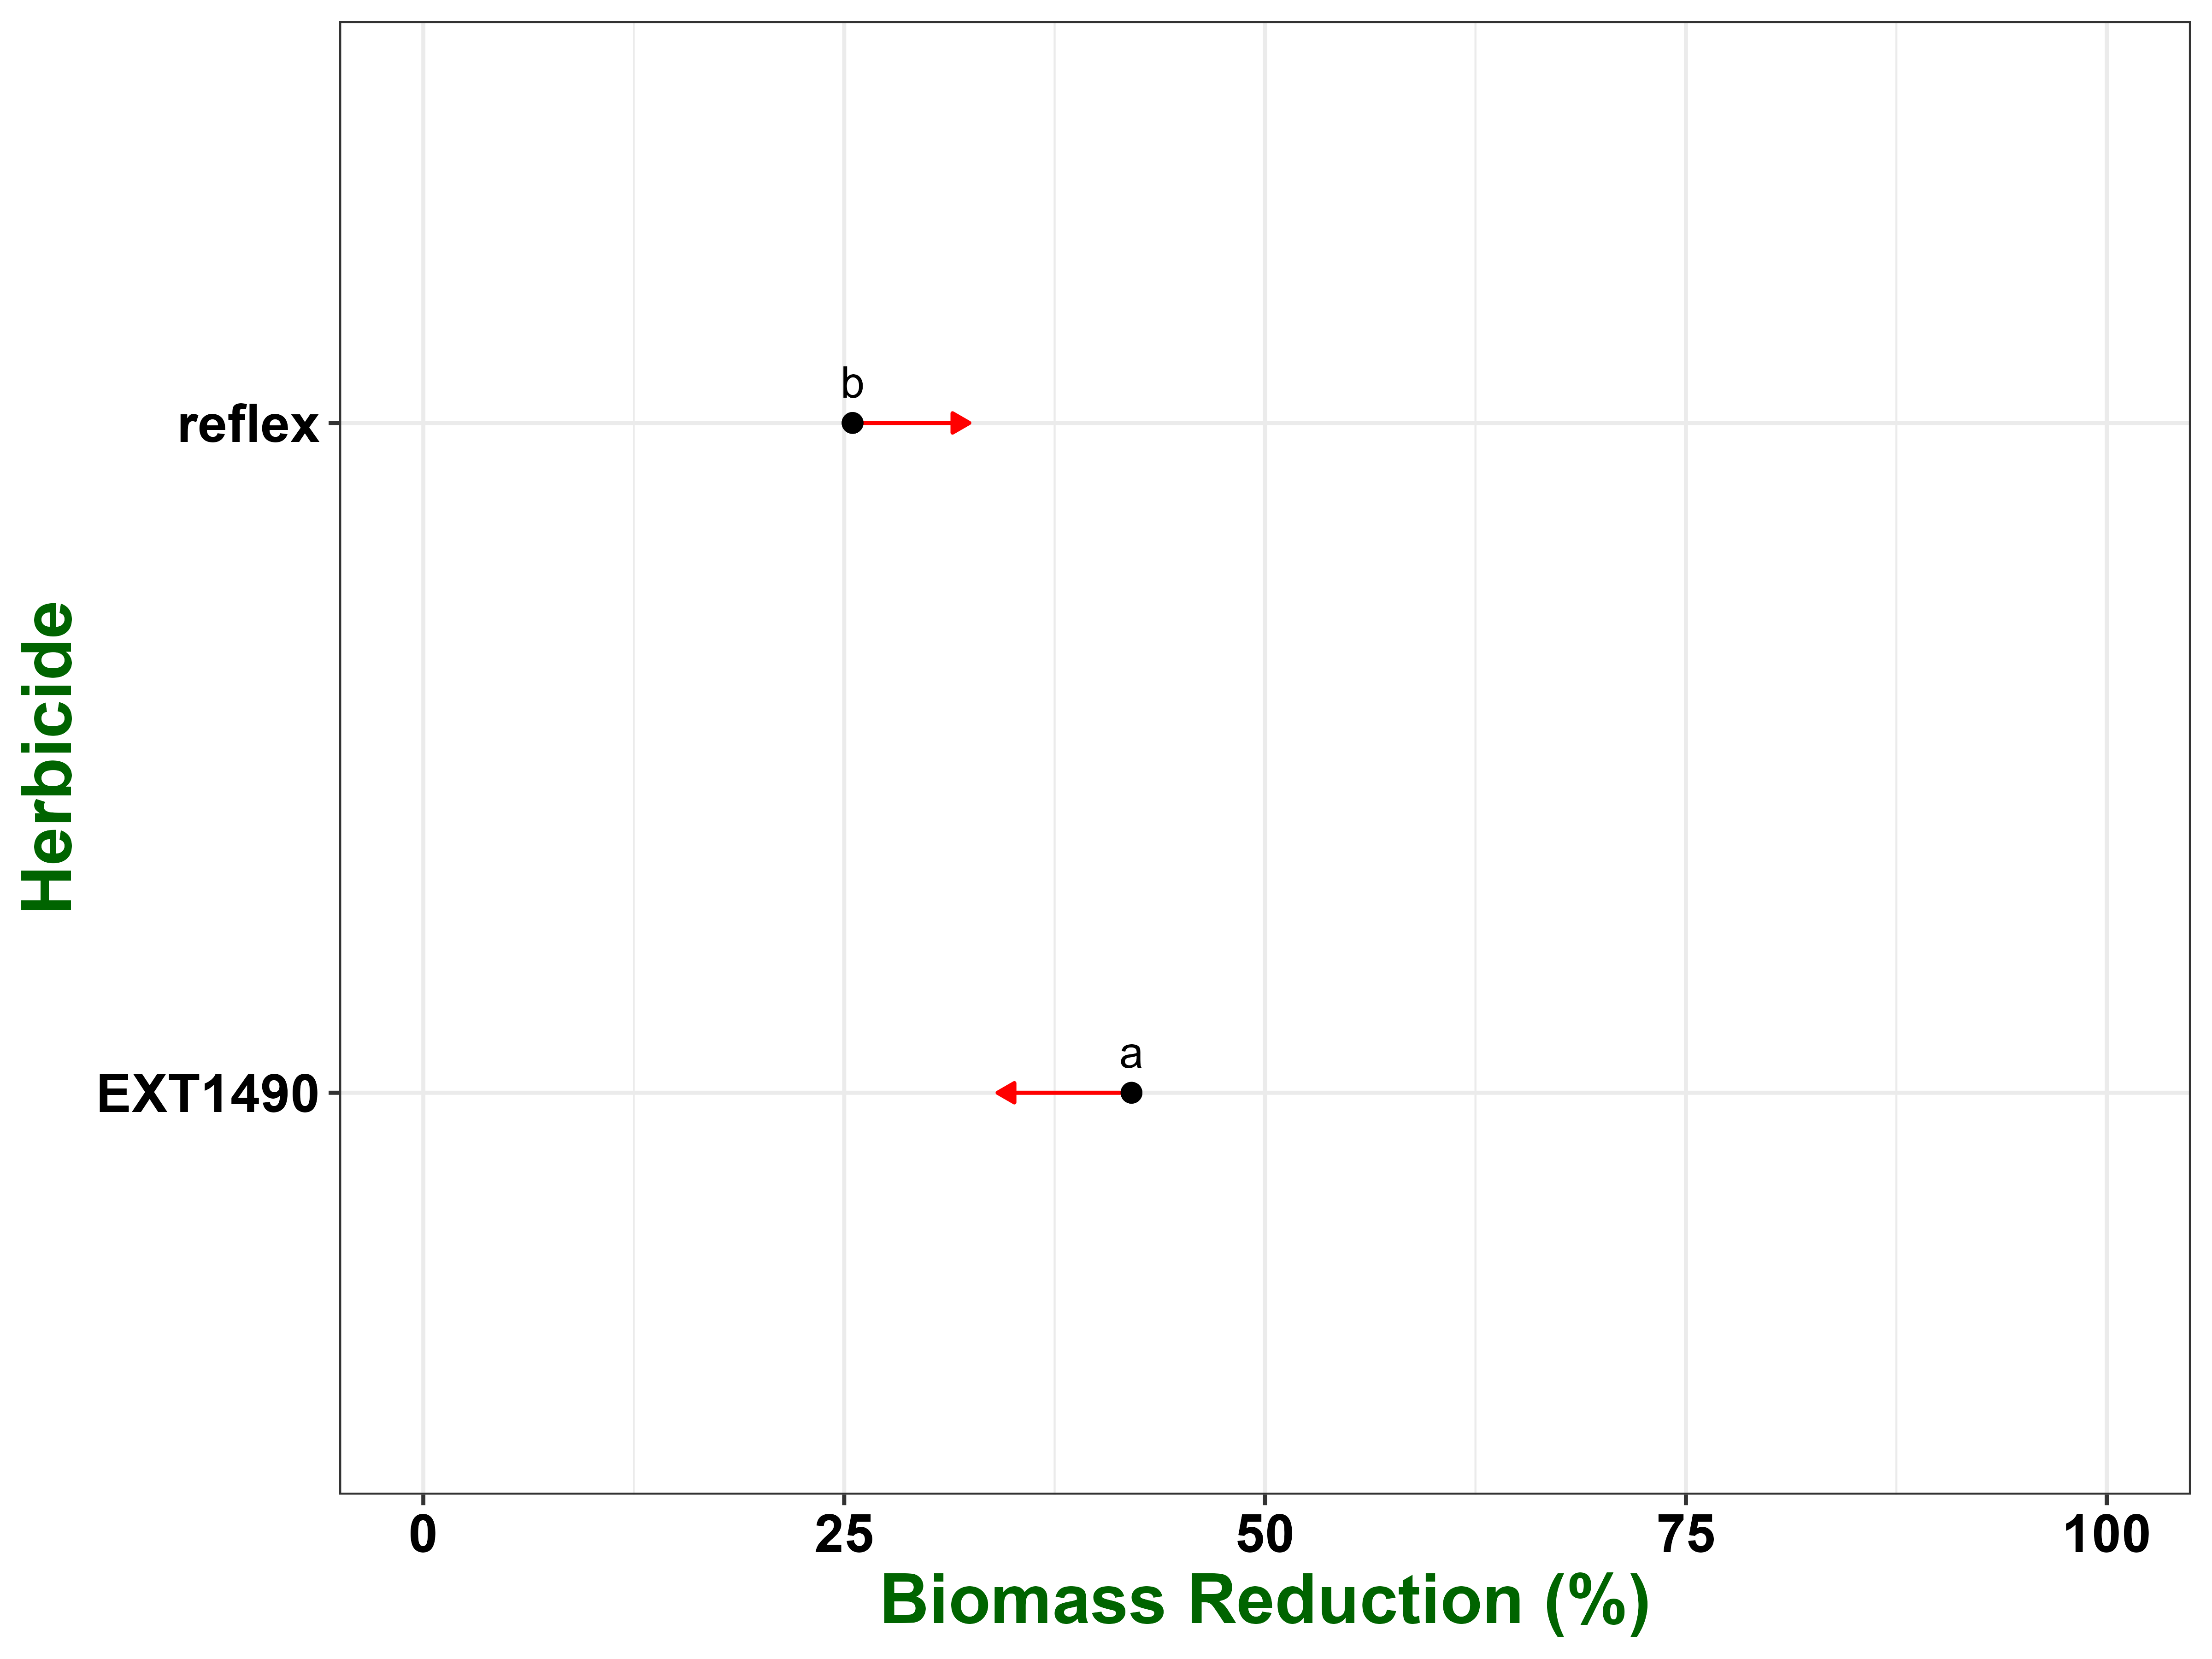 b
reflex
Herbicide
a
EXT1490
0 25 50 75 100
Biomass Reduction (%)